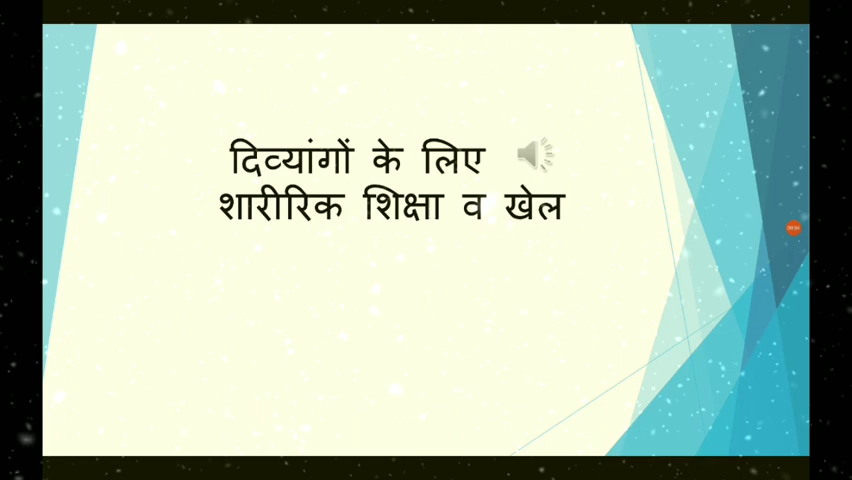 दिव्यांगों के लिए
शारीरिक शिक्षा व खेल